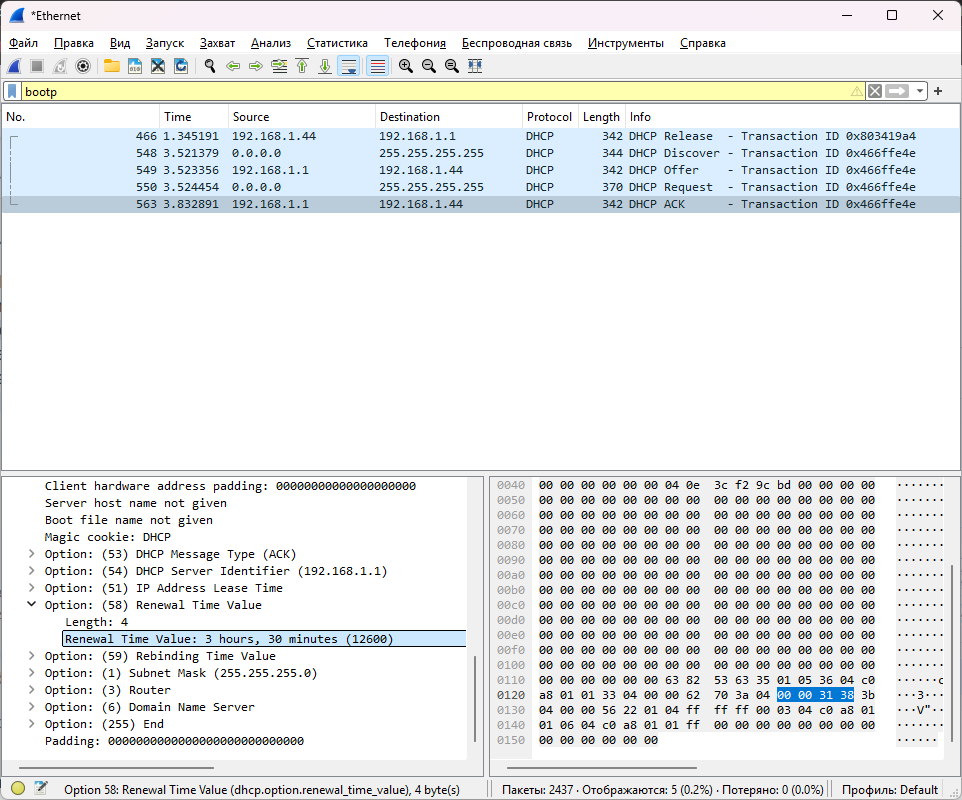 *Ethernet
Файл Правка Вид Запуск Захват Анализ Статистика Телефония Беспроводная связь Инструменты Справка
bootp
No. Time Source Destination Protocol Length Info
466 1.345191 192.168.1.44 192.168.1.1 DHCP 342 DHCP Release - Transaction ID 0x803419a4
548 3.521379 0.0.0.0 255.255.255.255 DHCP 344 DHCP Discover - Transaction ID 0x466ffe4e
549 3.523356 192.168.1.1 192.168.1.44 DHCP 342 DHCP Offer - Transaction ID 0x466ffe4e
550 3.524454 0.0.0.0 255.255.255.255 DHCP 370 DHCP Request - Transaction ID 0x466ffe4e
563 3.832891 192.168.1.1 192.168.1.44 DHCP 342 DHCP ACK - Transaction ID 0x466ffe4e
Client hardware address padding: 00000000000000000000
Server host name not given
Boot file name not given
Magic cookie: DHCP
Option: (53) DHCP Message Type (ACK)
Option: (54) DHCP Server Identifier (192.168.1.1)
Option: (51) IP Address Lease Time
Option: (58) Renewal Time Value
Length: 4
Renewal Time Value: 3 hours, 30 minutes (12600)
Option: (59) Rebinding Time Value
Option: (1) Subnet Mask (255.255.255.0)
Option: (3) Router
Option: (6) Domain Name Server
Option: (255) End
Padding: 0000000000000000000000000000
0040 00 00 00 00 00 00 04 0e 3c f2 9c bd 00 00 00 00 ·······
0050 00 00 00 00 00 00 00 00 00 00 00 00 00 00 00 00 ·······
0060 00 00 00 00 00 00 00 00 00 00 00 00 00 00 00 00 ·······
0070 00 00 00 00 00 00 00 00 00 00 00 00 00 00 00 00 ·······
0080 00 00 00 00 00 00 00 00 00 00 00 00 00 00 00 00 ·······
0090 00 00 00 00 00 00 00 00 00 00 00 00 00 00 00 00 ·······
00a0 00 00 00 00 00 00 00 00 00 00 00 00 00 00 00 00 ·······
00b0 00 00 00 00 00 00 00 00 00 00 00 00 00 00 00 00 ·······
00c0 00 00 00 00 00 00 00 00 00 00 00 00 00 00 00 00 ·······
00d0 00 00 00 00 00 00 00 00 00 00 00 00 00 00 00 00 ·······
00e0 00 00 00 00 00 00 00 00 00 00 00 00 00 00 00 00 ·······
00f0 00 00 00 00 00 00 00 00 00 00 00 00 00 00 00 00 ·······
0100 00 00 00 00 00 00 00 00 00 00 00 00 00 00 00 00 ·······
0110 00 00 00 00 00 00 63 82 53 63 35 01 05 36 04 c0 ······c
0120 a8 01 01 33 04 00 00 62 70 3a 04 00 00 31 38 3b ···3···
0130 04 00 00 56 22 01 04 ff ff ff 00 03 04 c0 a8 01 ···V"··
0140 01 06 04 c0 a8 01 01 ff 00 00 00 00 00 00 00 00 ·······
0150 00 00 00 00 00 00 ······
Option 58: Renewal Time Value (dhcp.option.renewal_time_value), 4 byte(s) Пакеты: 2437 · Отображаются: 5 (0.2%) · Потеряно: 0 (0.0%) Профиль: Default